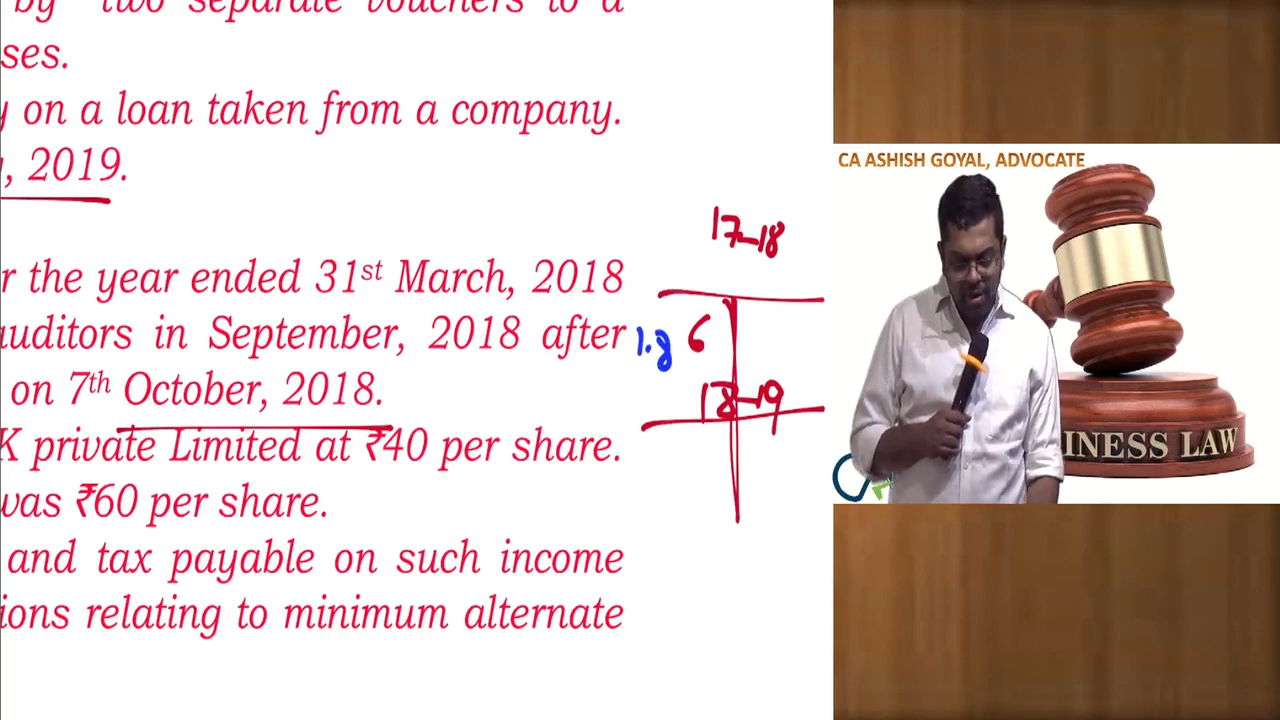 by two separate vouchers to a
ses.
on a loan taken from a company.
, 2019.
r the year ended 31st March, 2018
auditors in September, 2018 after
on 7th October, 2018.
K private Limited at ₹40 per share.
was ₹60 per share.
and tax payable on such income
ions relating to minimum alternate
17-18
1.8 6
18-19
CA ASHISH GOYAL, ADVOCATE
INESS LAW